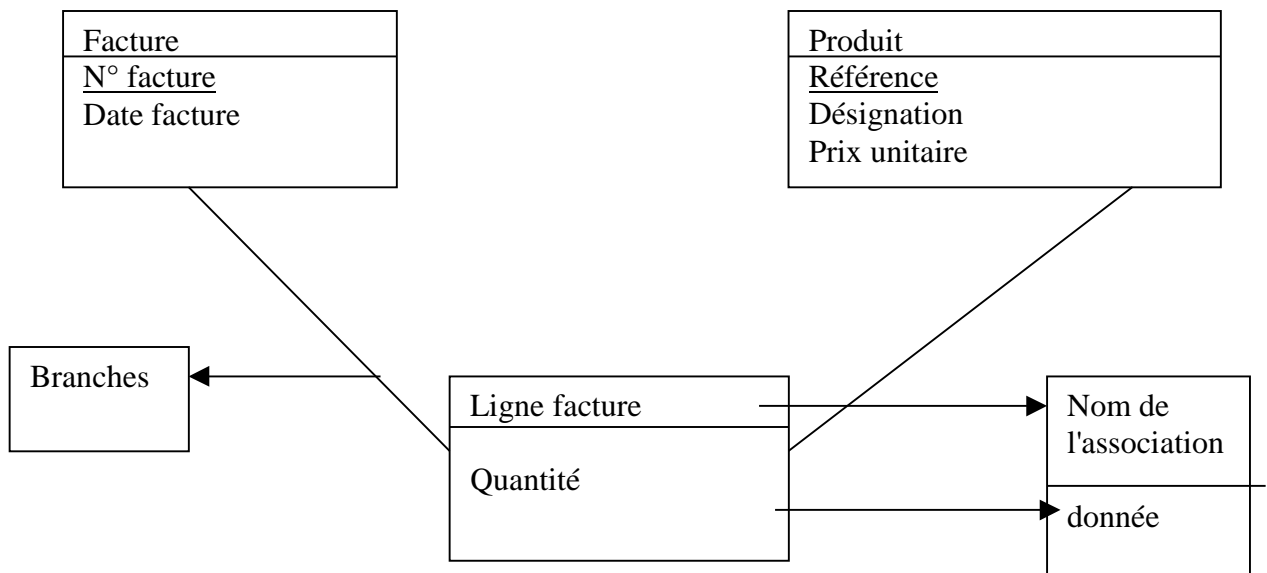 Facture
N° facture
Date facture
Produit
Référence
Désignation
Prix unitaire
Branches
Ligne facture
Quantité
Nom de
l'association
donnée